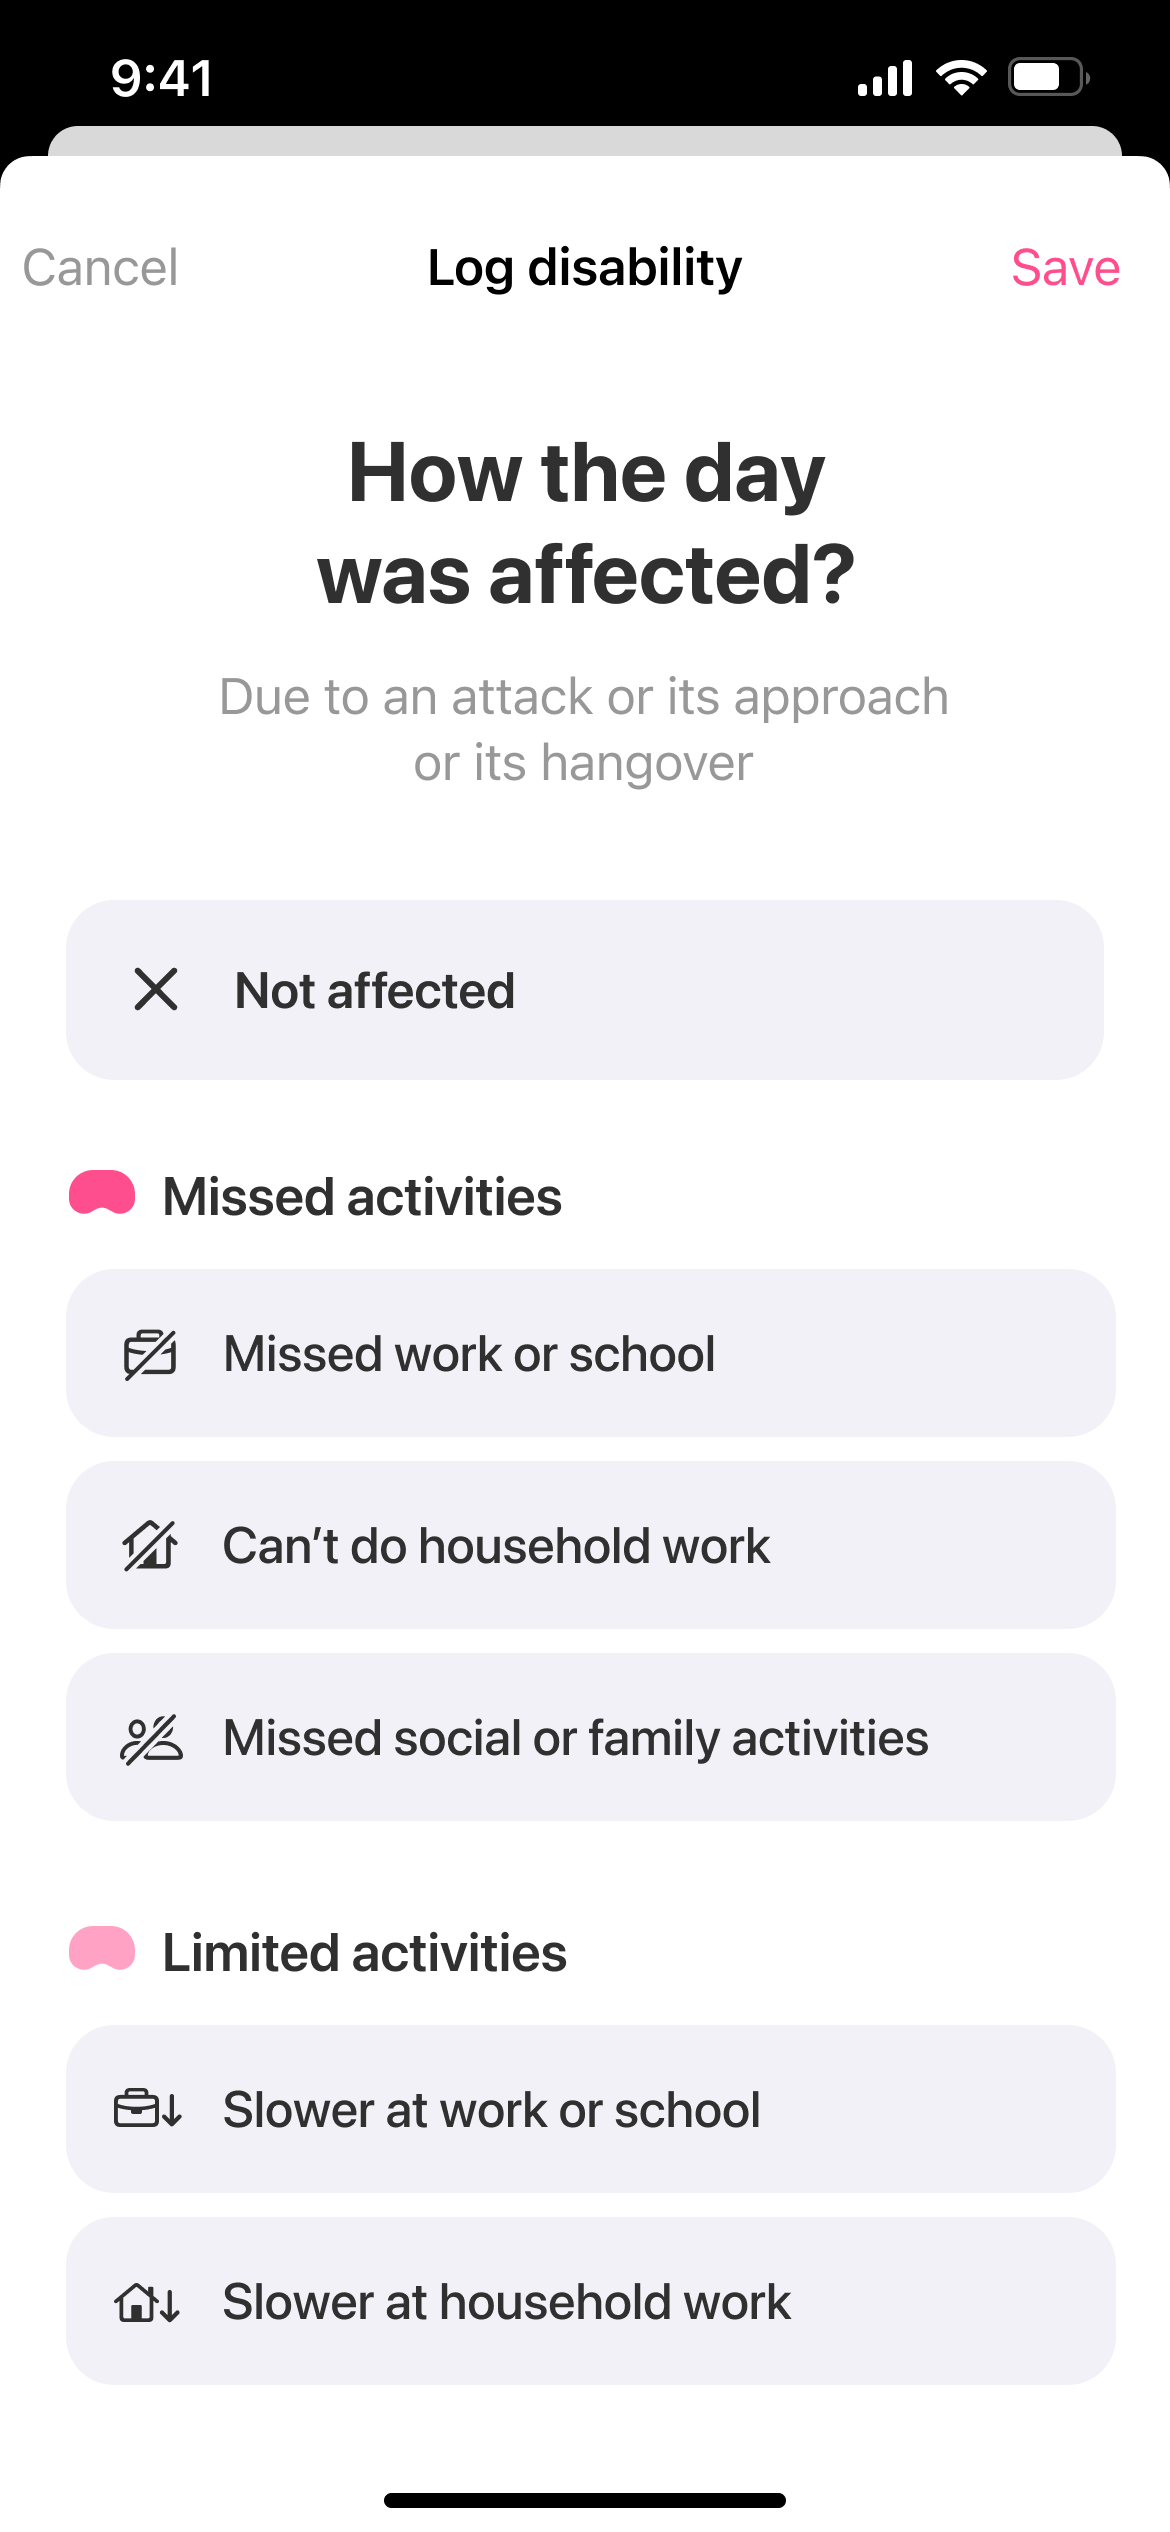 9:41
Cancel
Log disability
Save
How the day
was affected?
Due to an attack or its approach
or its hangover
Not affected
Missed activities
Missed work or school
Can’t do household work
Missed social or family activities
Limited activities
Slower at work or school
Slower at household work